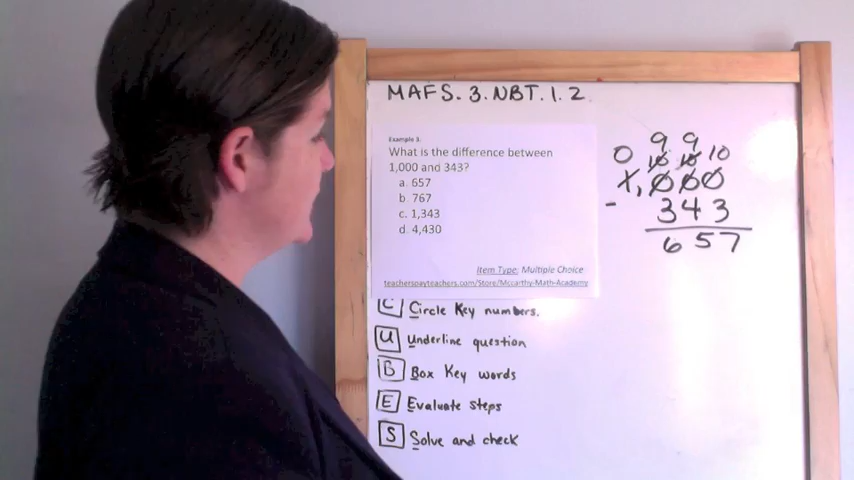 MAFS.3.NBT.1.2
Example 3.
What is the difference between
1,000 and 343?
a. 657
b. 767
c. 1,343
d. 4,430
Item Type: Multiple Choice
teacherspayteachers.com/Store/Mccarthy-Math-Academy
9 9
0 10 10 10
1,000
- 343
657
C Circle Key numbers.
U Underline question
B Box Key words
E Evaluate steps
S Solve and check